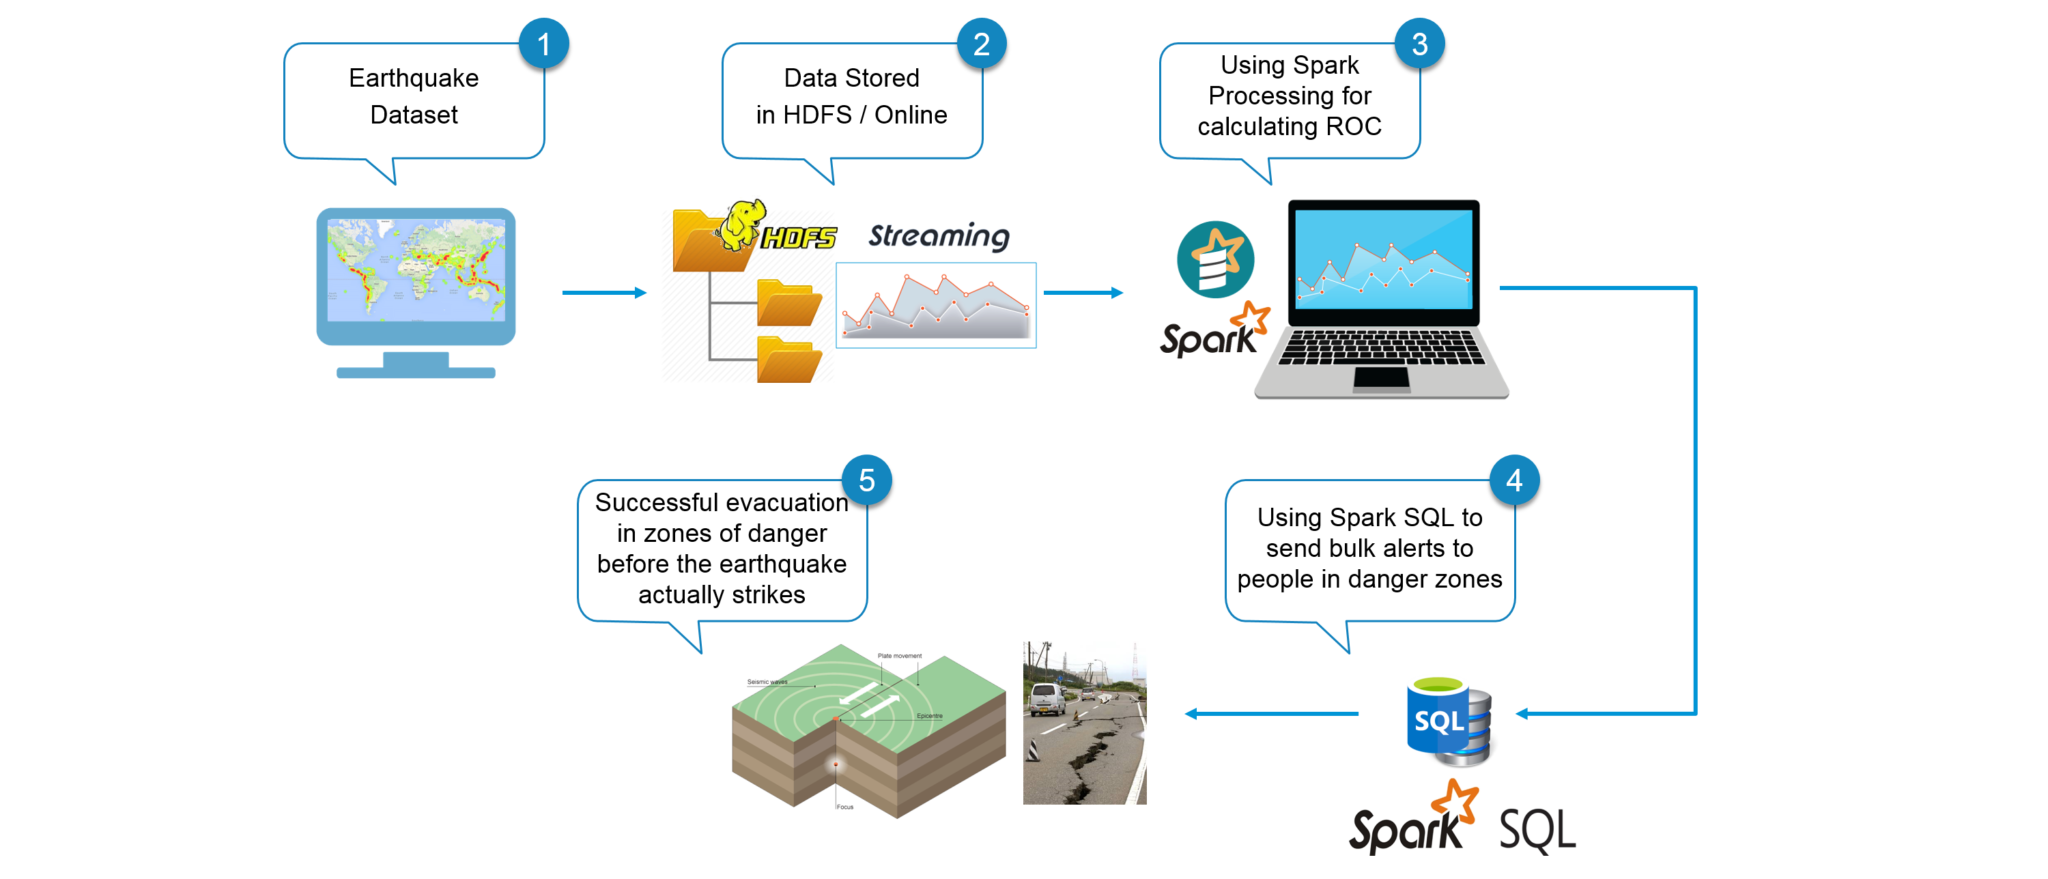 1
Earthquake
Dataset
2
Data Stored
in HDFS / Online
3
Using Spark
Processing for
calculating ROC
HDFS
Streaming
Spark
5
Successful evacuation
in zones of danger
before the earthquake
actually strikes
4
Using Spark SQL to
send bulk alerts to
people in danger zones
Plate movement
Seismic waves
Epicentre
Focus
SQL
Spark SQL